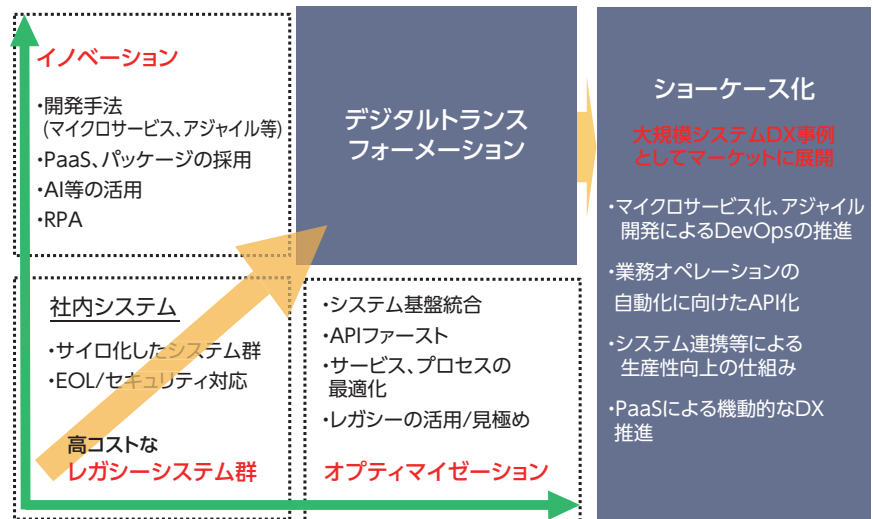 イノベーション
・開発手法
(マイクロサービス、アジャイル等)
・PaaS、パッケージの採用
・AI等の活用
・RPA
デジタルトランス
フォーメーション
社内システム
・サイロ化したシステム群
・EOL/セキュリティ対応
高コストな
レガシーシステム群
・システム基盤統合
・APIファースト
・サービス、プロセスの
最適化
・レガシーの活用/見極め
オプティマイゼーション
ショーケース化
大規模システムDX事例
としてマーケットに展開
・マイクロサービス化、アジャイル
開発によるDevOpsの推進
・業務オペレーションの
自動化に向けたAPI化
・システム連携等による
生産性向上の仕組み
・PaaSによる機動的なDX
推進